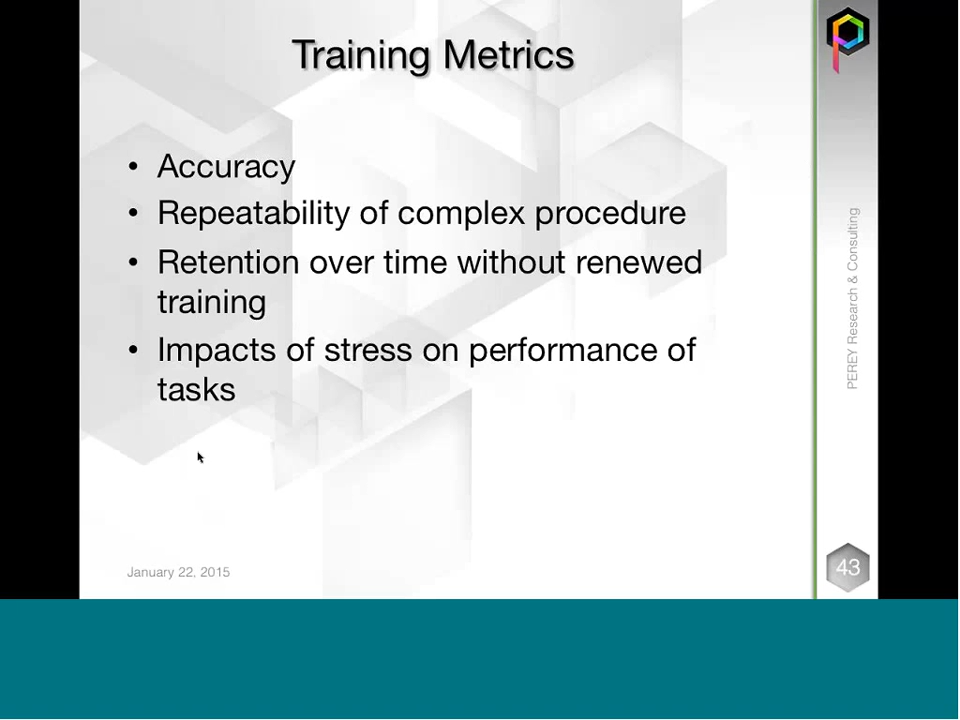 Training Metrics
• Accuracy
• Repeatability of complex procedure
• Retention over time without renewed
training
• Impacts of stress on performance of
tasks
January 22, 2015
PEREY Research & Consulting
43